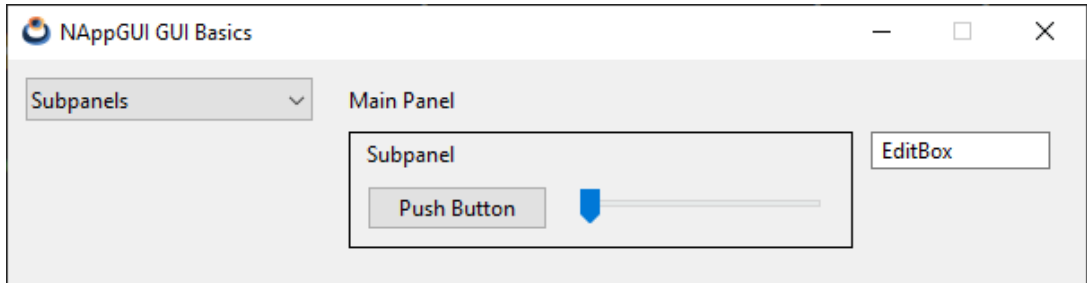 NAppGUI GUI Basics
Subpanels
Main Panel
Subpanel
EditBox
Push Button